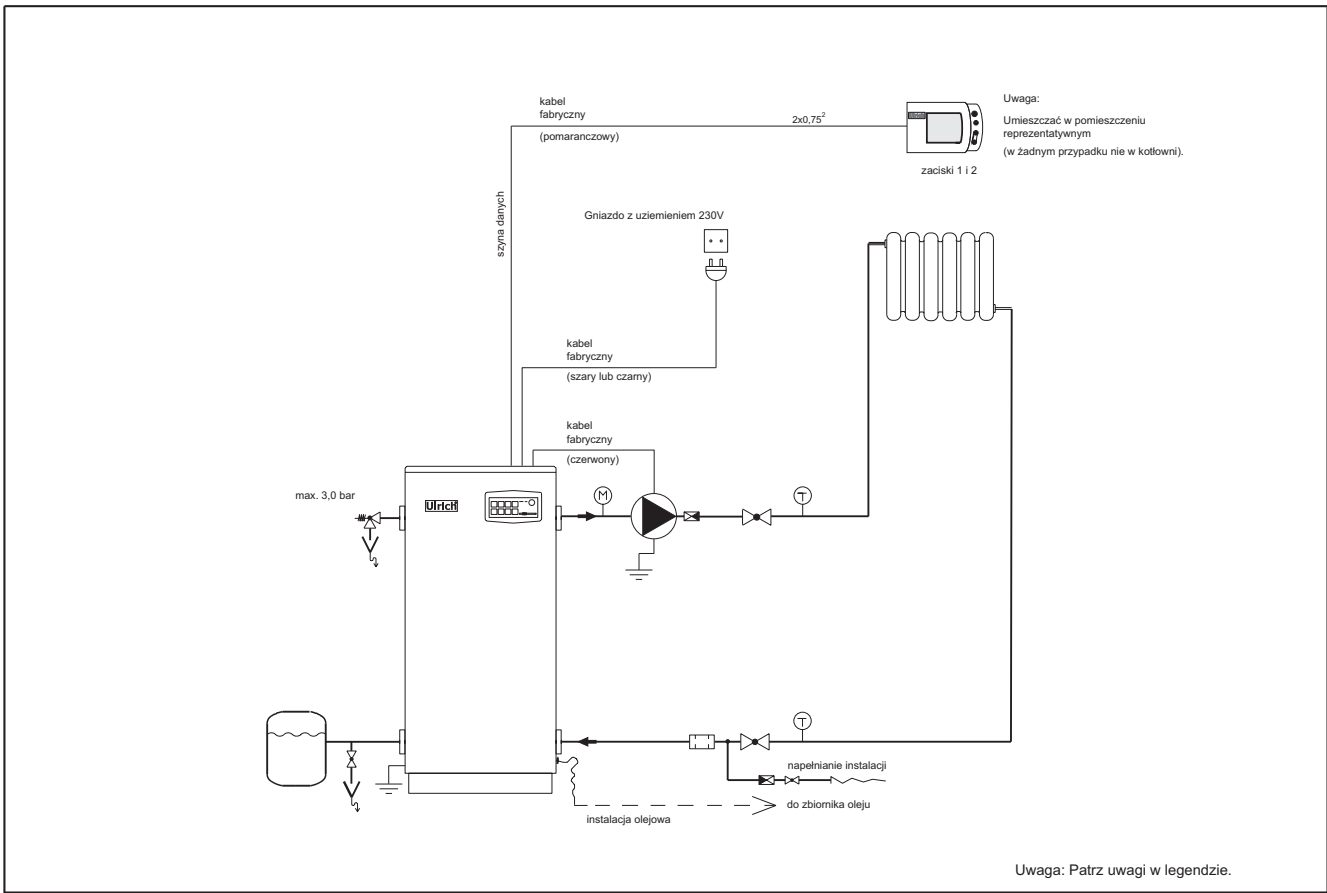 kabel
fabryczny
(pomaranczowy)
2x0,75²
Uwaga:
Umieszczać w pomieszczeniu
reprezentatywnym
(w żadnym przypadku nie w kotłowni).
zaciski 1 i 2
szyna danych
Gniazdo z uziemieniem 230V
kabel
fabryczny
(szary lub czarny)
kabel
fabryczny
(czerwony)
max. 3,0 bar
Ulrich
M
T
T
napełnianie instalacji
do zbiornika oleju
instalacja olejowa
Uwaga: Patrz uwagi w legendzie.